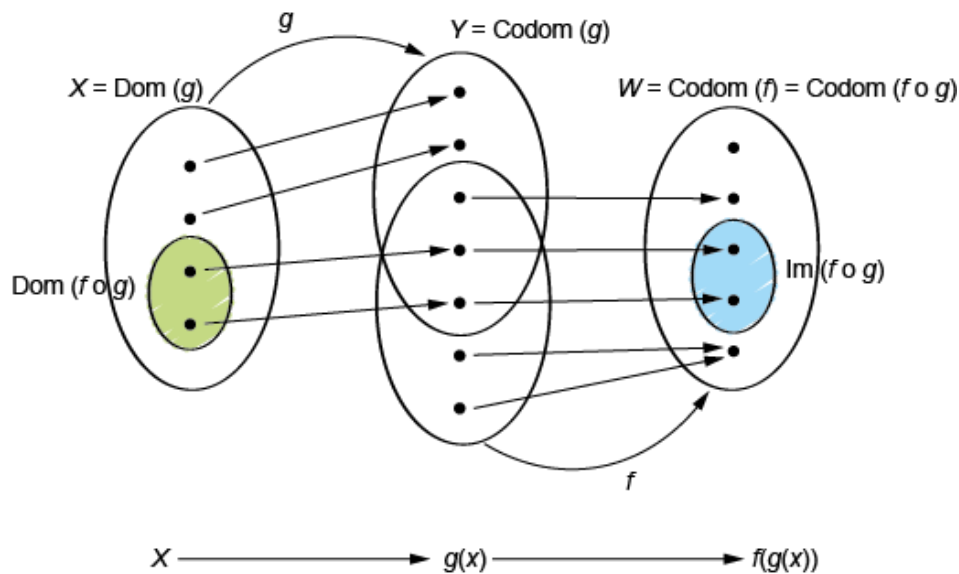 g
Y = Codom (g)
X = Dom (g)
W = Codom (f) = Codom (f o g)
Dom (f o g)
Im (f o g)
f
X
g(x)
f(g(x))